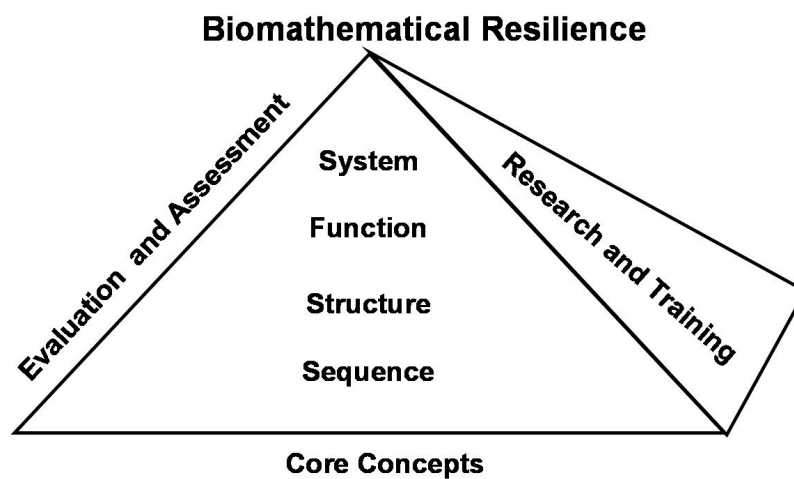 Biomathematical Resilience
Evaluation and Assessment
System
Function
Structure
Sequence
Research and Training
Core Concepts